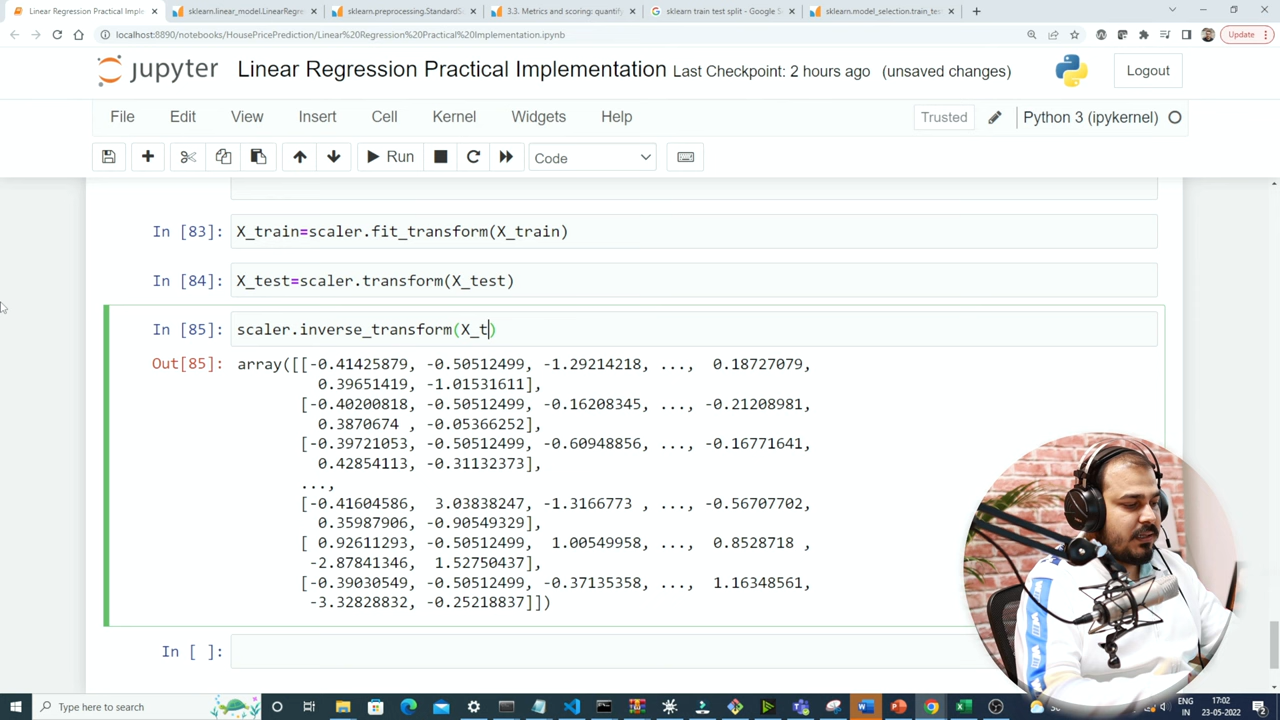 Linear Regression Practical Imple
sklearn.linear_model.LinearRegre
sklearn.preprocessing.StandardS
3.3. Metrics and scoring: quantify
sklearn train test split - Google S
sklearn.model_selection.train_tes
localhost:8890/notebooks/HousePricePrediction/Linear%20Regression%20Practical%20Implementation.ipynb
Update
jupyter Linear Regression Practical Implementation Last Checkpoint: 2 hours ago (unsaved changes)
Logout
File Edit View Insert Cell Kernel Widgets Help
Trusted
Python 3 (ipykernel)
Run
Code
In [83]: X_train=scaler.fit_transform(X_train)
In [84]: X_test=scaler.transform(X_test)
In [85]: scaler.inverse_transform(X_t)
Out[85]: array([[-0.41425879, -0.50512499, -1.29214218, ..., 0.18727079,
0.39651419, -1.01531611],
[-0.40200818, -0.50512499, -0.16208345, ..., -0.21208981,
0.3870674 , -0.05366252],
[-0.39721053, -0.50512499, -0.60948856, ..., -0.16771641,
0.42854113, -0.31132373],
...,
[-0.41604586, 3.03838247, -1.3166773 , ..., -0.56707702,
0.35987906, -0.90549329],
[ 0.92611293, -0.50512499, 1.00549958, ..., 0.8528718 ,
-2.87841346, 1.52750437],
[-0.39030549, -0.50512499, -0.37135358, ..., 1.16348561,
-3.32828832, -0.25218837]])
In [ ]:
Type here to search
ENG
IN
17:02
23-05-2022